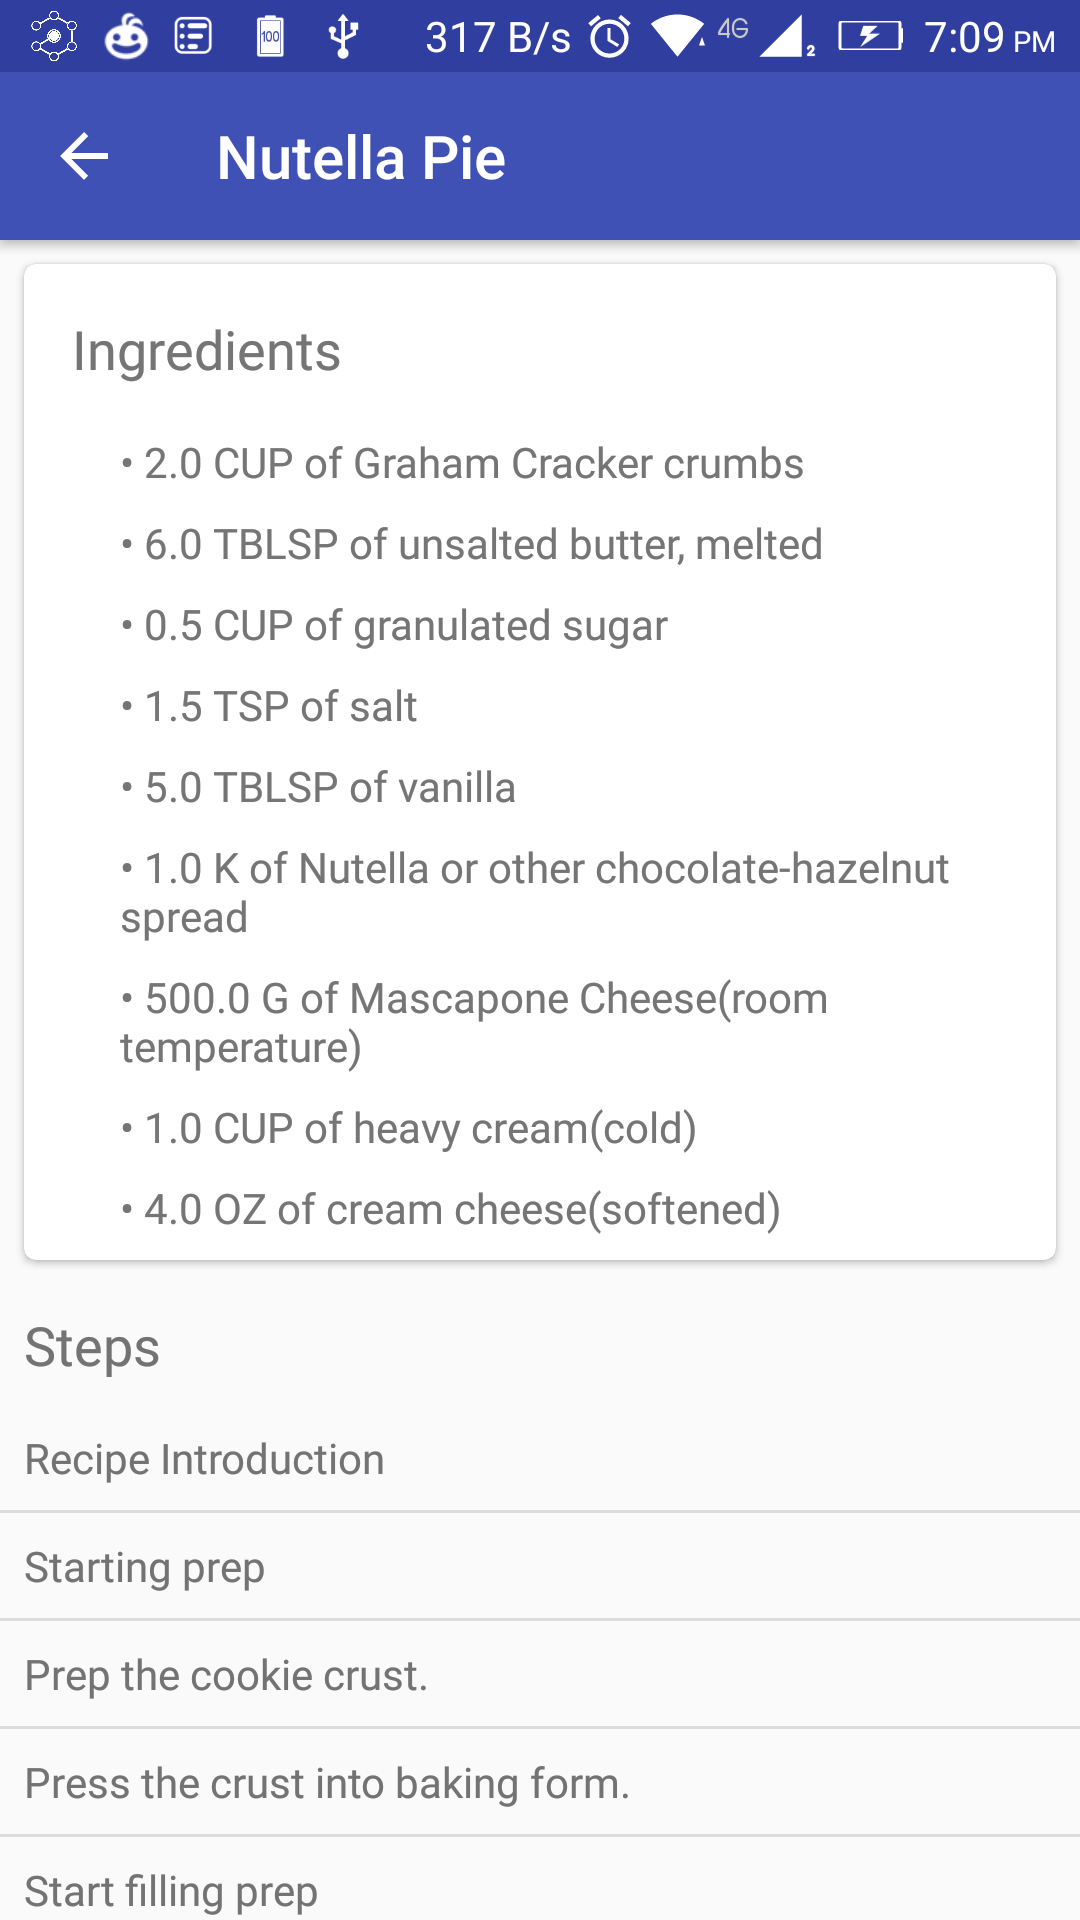 100 317 B/s 4G 2 7:09 PM
Nutella Pie
Ingredients
• 2.0 CUP of Graham Cracker crumbs
• 6.0 TBLSP of unsalted butter, melted
• 0.5 CUP of granulated sugar
• 1.5 TSP of salt
• 5.0 TBLSP of vanilla
• 1.0 K of Nutella or other chocolate-hazelnut
spread
• 500.0 G of Mascapone Cheese(room
temperature)
• 1.0 CUP of heavy cream(cold)
• 4.0 OZ of cream cheese(softened)
Steps
Recipe Introduction
Starting prep
Prep the cookie crust.
Press the crust into baking form.
Start filling prep